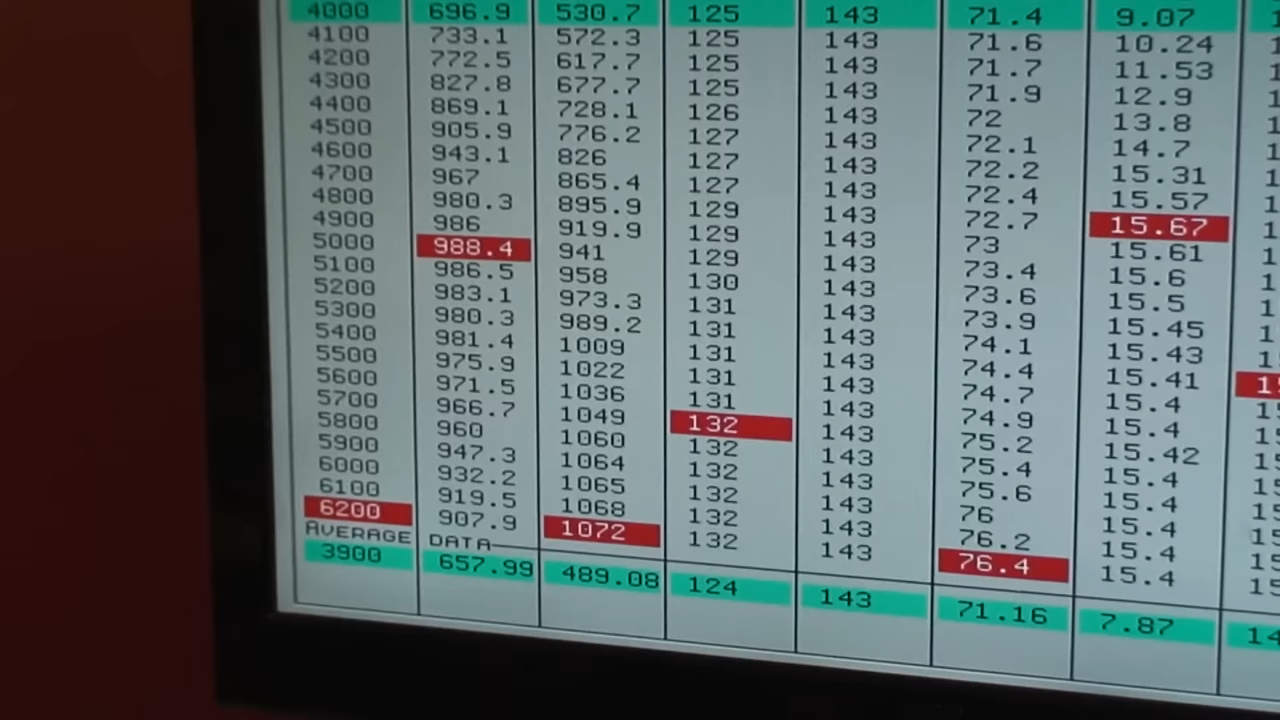 4000 696.9 530.7 125 143 71.4 9.07
4100 733.1 572.3 125 143 71.6 10.24
4200 772.5 617.7 125 143 71.7 11.53
4300 827.8 677.7 125 143 71.9 12.9
4400 869.1 728.1 126 143 72 13.8
4500 905.9 776.2 127 143 72.1 14.7
4600 943.1 826 127 143 72.2 15.31
4700 967 865.4 127 143 72.4 15.57
4800 980.3 895.9 129 143 72.7 15.67
4900 986 919.9 129 143 73 15.61
5000 988.4 941 129 143 73.4 15.6
5100 986.5 958 130 143 73.6 15.5
5200 983.1 973.3 131 143 73.9 15.45
5300 980.3 989.2 131 143 74.1 15.43
5400 981.4 1009 131 143 74.4 15.41
5500 975.9 1022 131 143 74.7 15.4
5600 971.5 1036 131 143 74.9 15.4
5700 966.7 1049 132 143 75.2 15.42
5800 960 1060 132 143 75.4 15.4
5900 947.3 1064 132 143 75.6 15.4
6000 932.2 1065 132 143 76 15.4
6100 919.5 1068 132 143 76.2 15.4
6200 907.9 1072 132 143 76.4 15.4
AVERAGE DATA
3900 657.99 489.08 124 143 71.16 7.87